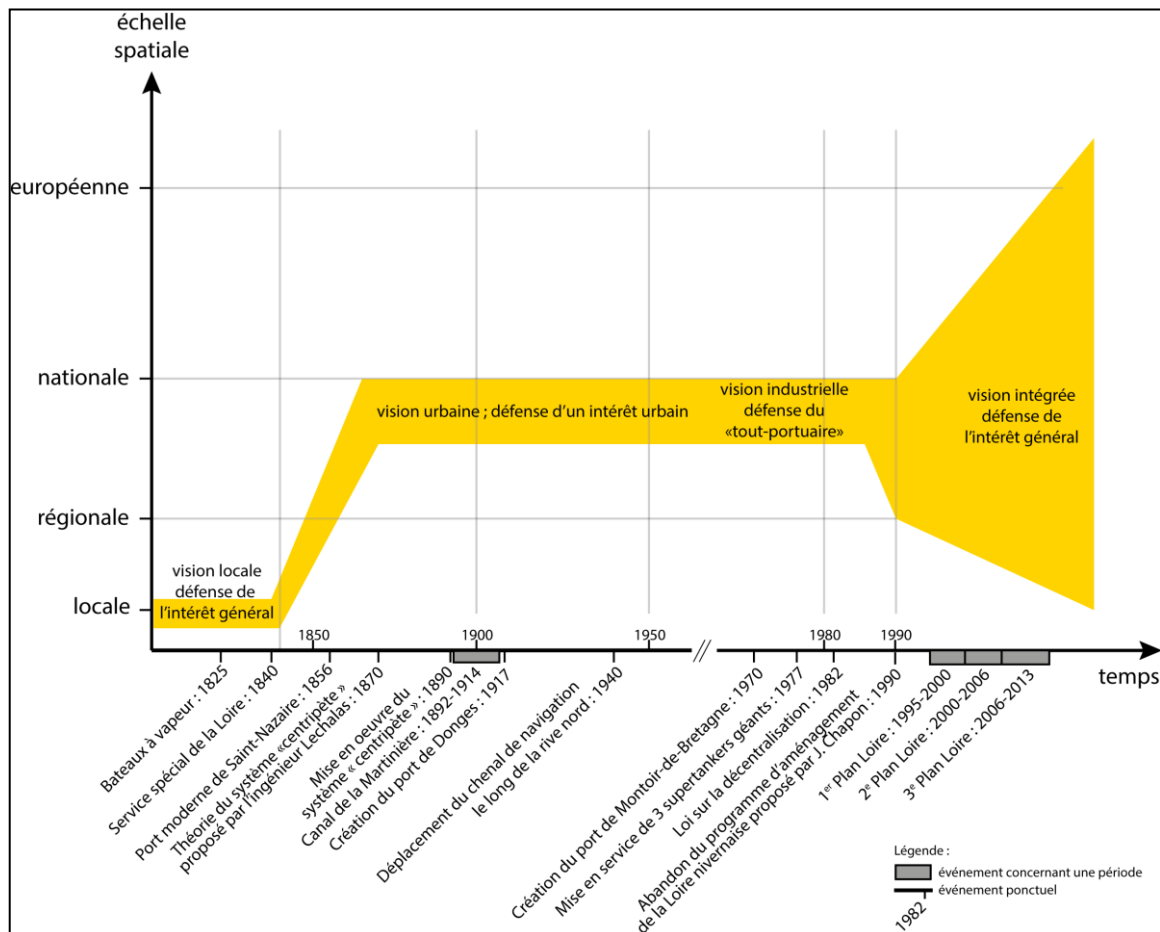 échelle
spatiale
européenne
nationale
régionale
locale
vision locale
défense de
l'intérêt général
vision urbaine ; défense d'un intérêt urbain
vision industrielle
défense du
«tout-portuaire»
vision intégrée
défense de
l'intérêt général
1850
1900
1950
//
1980
1990
temps
Bateaux à vapeur : 1825
Service spécial de la Loire : 1840
Port moderne de Saint-Nazaire : 1856
Théorie du système «centripète »
proposé par l'ingénieur Lechalas : 1870
Mise en oeuvre du
système « centripète » : 1890
Canal de la Martinière : 1892-1914
Création du port de Donges : 1917
Déplacement du chenal de navigation
le long de la rive nord : 1940
Création du port de Montoir-de-Bretagne : 1970
Mise en service de 3 supertankers géants : 1977
Loi sur la décentralisation : 1982
Abandon du programme d'aménagement
de la Loire nivernaise proposé par J. Chapon : 1990
1er Plan Loire : 1995-2000
2e Plan Loire : 2000-2006
3e Plan Loire : 2006-2013
Légende :
événement concernant une période
événement ponctuel
1982